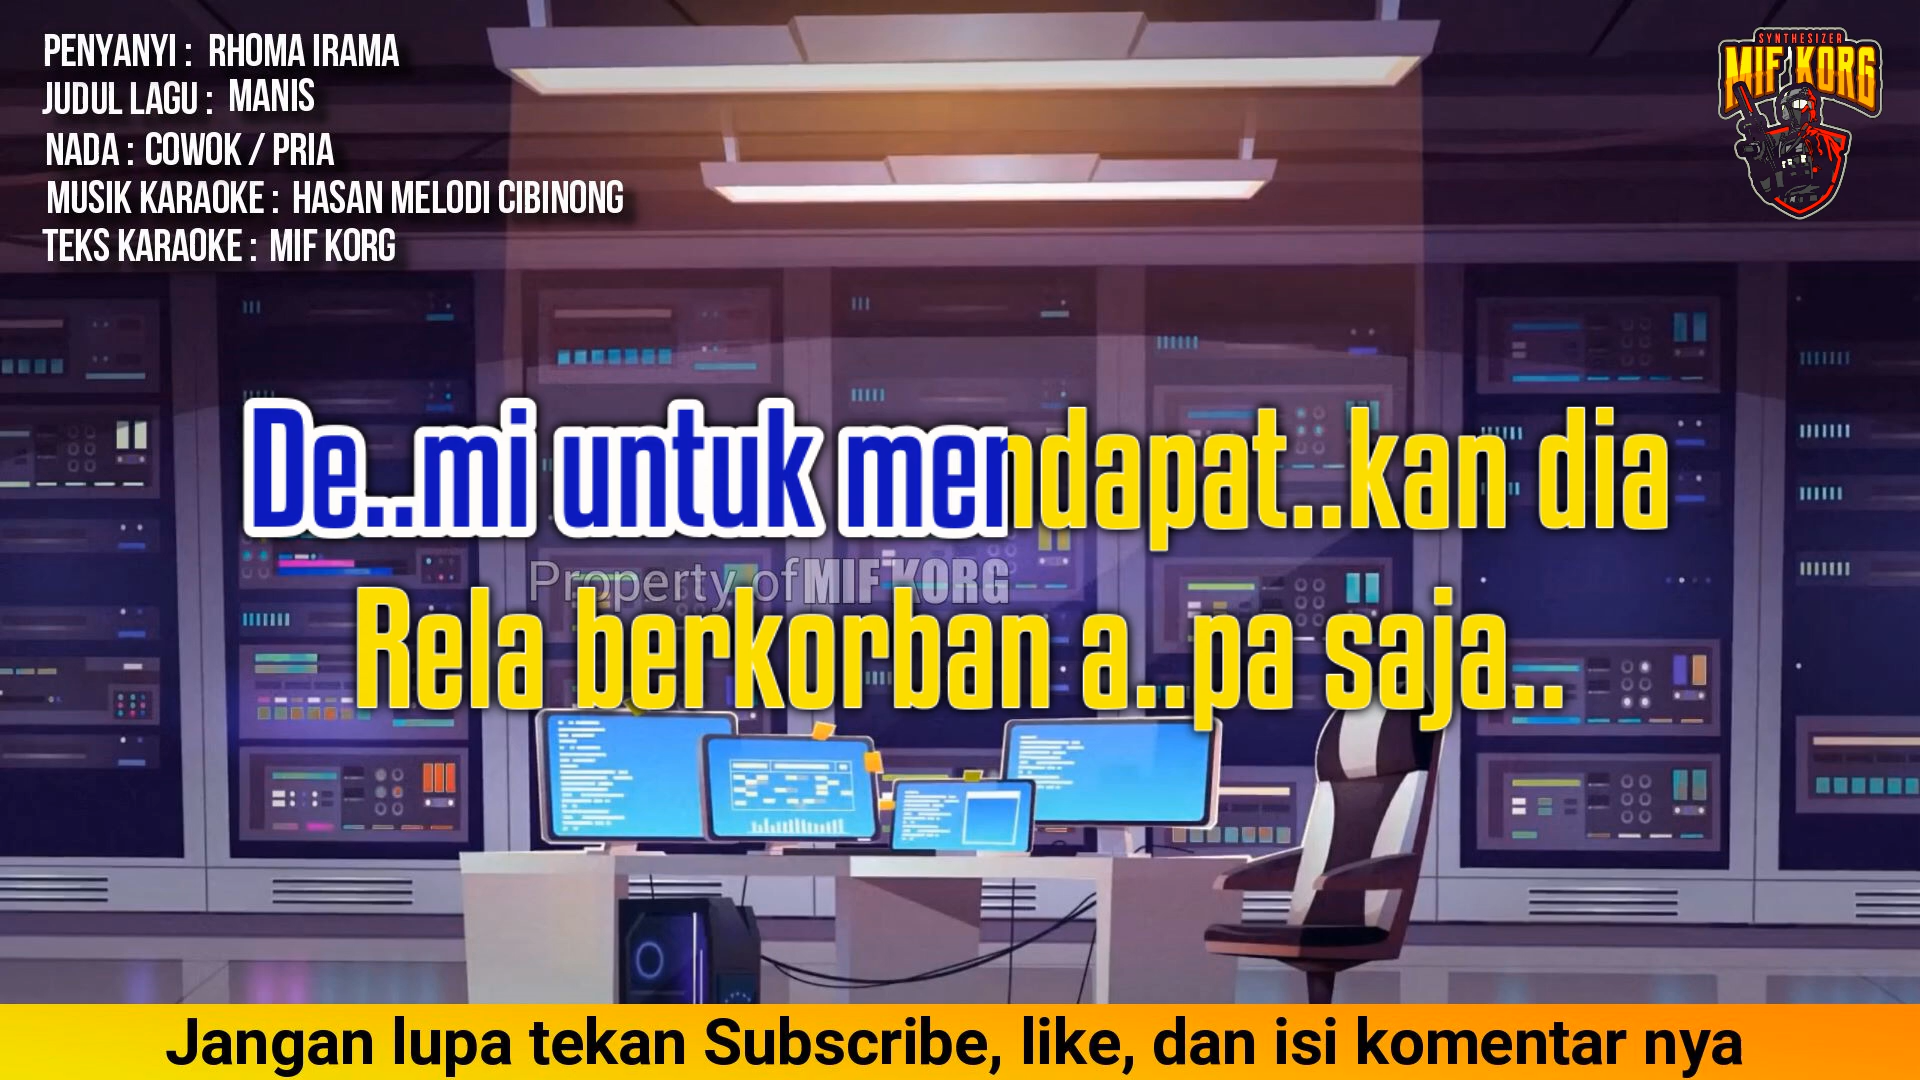 PENYANYI : RHOMA IRAMA
JUDUL LAGU : MANIS
NADA : COWOK / PRIA
MUSIK KARAOKE : HASAN MELODI CIBINONG
TEKS KARAOKE : MIF KORG
SYNTHESIZER
MIF KORG
De..mi untuk mendapat..kan dia
Property of MIF KORG
Rela berkorban a..pa saja..
Jangan lupa tekan Subscribe, like, dan isi komentar nya